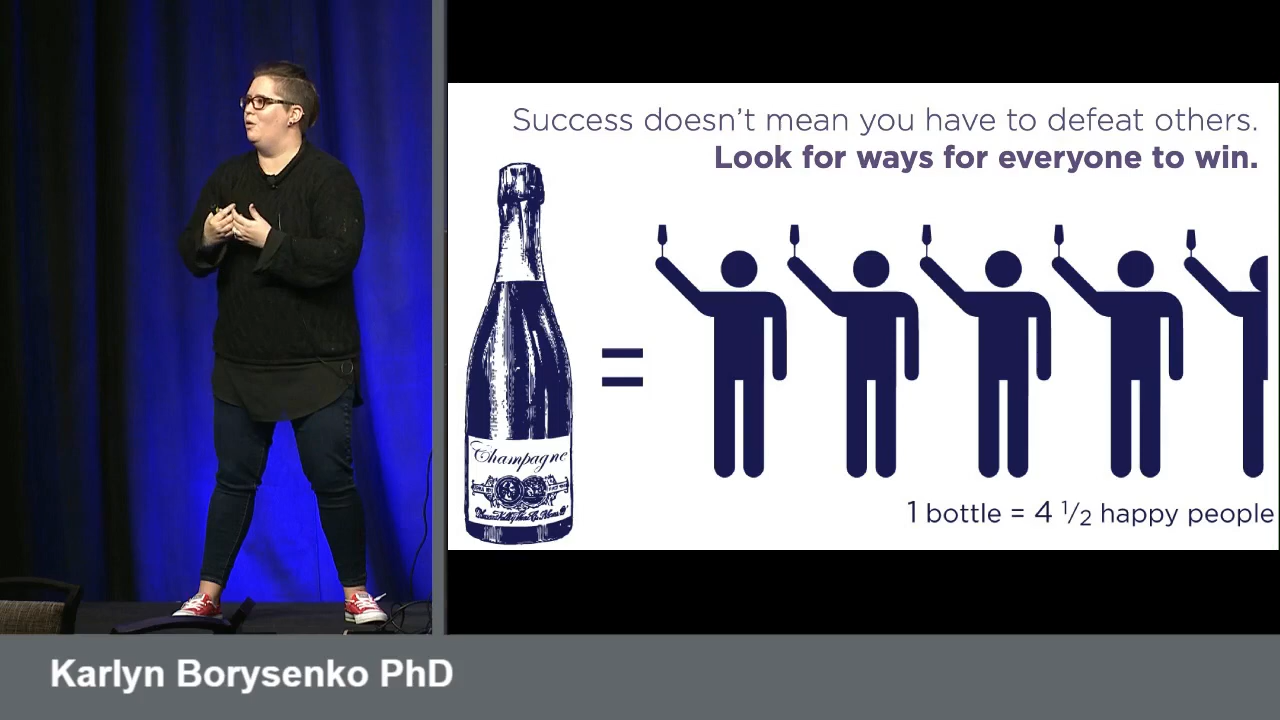 Success doesn't mean you have to defeat others.
Look for ways for everyone to win.
Champagne
=
1 bottle = 4 1/2 happy people
Karlyn Borysenko PhD